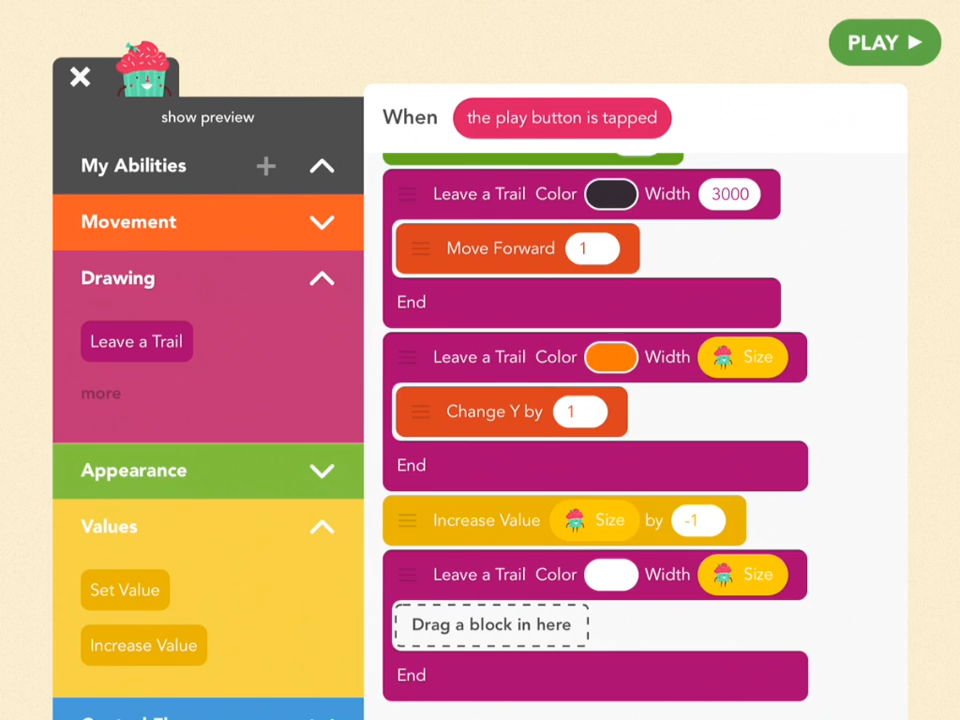 PLAY
show preview
When the play button is tapped
My Abilities
Movement
Drawing
Leave a Trail
more
Appearance
Values
Set Value
Increase Value
Leave a Trail Color Width 3000
Move Forward 1
End
Leave a Trail Color Width Size
Change Y by 1
End
Increase Value Size by -1
Leave a Trail Color Width Size
Drag a block in here
End